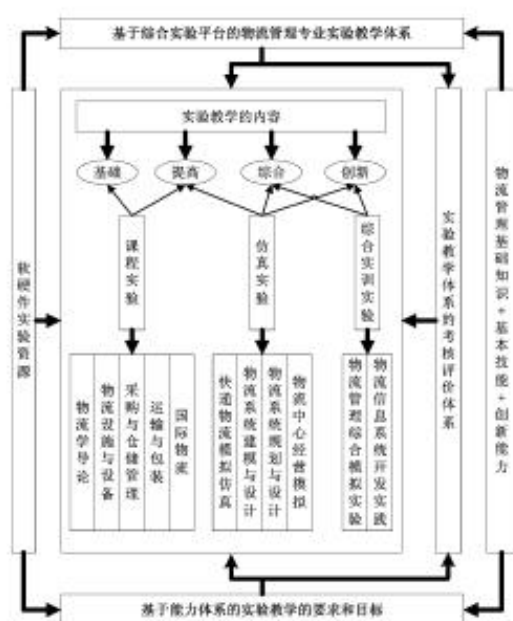 基于综合实验平台的物流管理专业实验教学体系
实验教学的内容
基础
提高
综合
创新
课程实验
仿真实验
综合实训实验
软硬件实验资源
实验教学体系的考核评价体系
物流管理基础知识+基本技能+创新能力
物流学导论
物流设施与设备
采购与仓储管理
运输与包装
国际物流
快递物流模拟仿真
物流系统建模与设计
物流系统规划与设计
物流中心经营模拟
物流管理综合模拟实验
物流信息系统开发实践
基于能力体系的实验教学的要求和目标